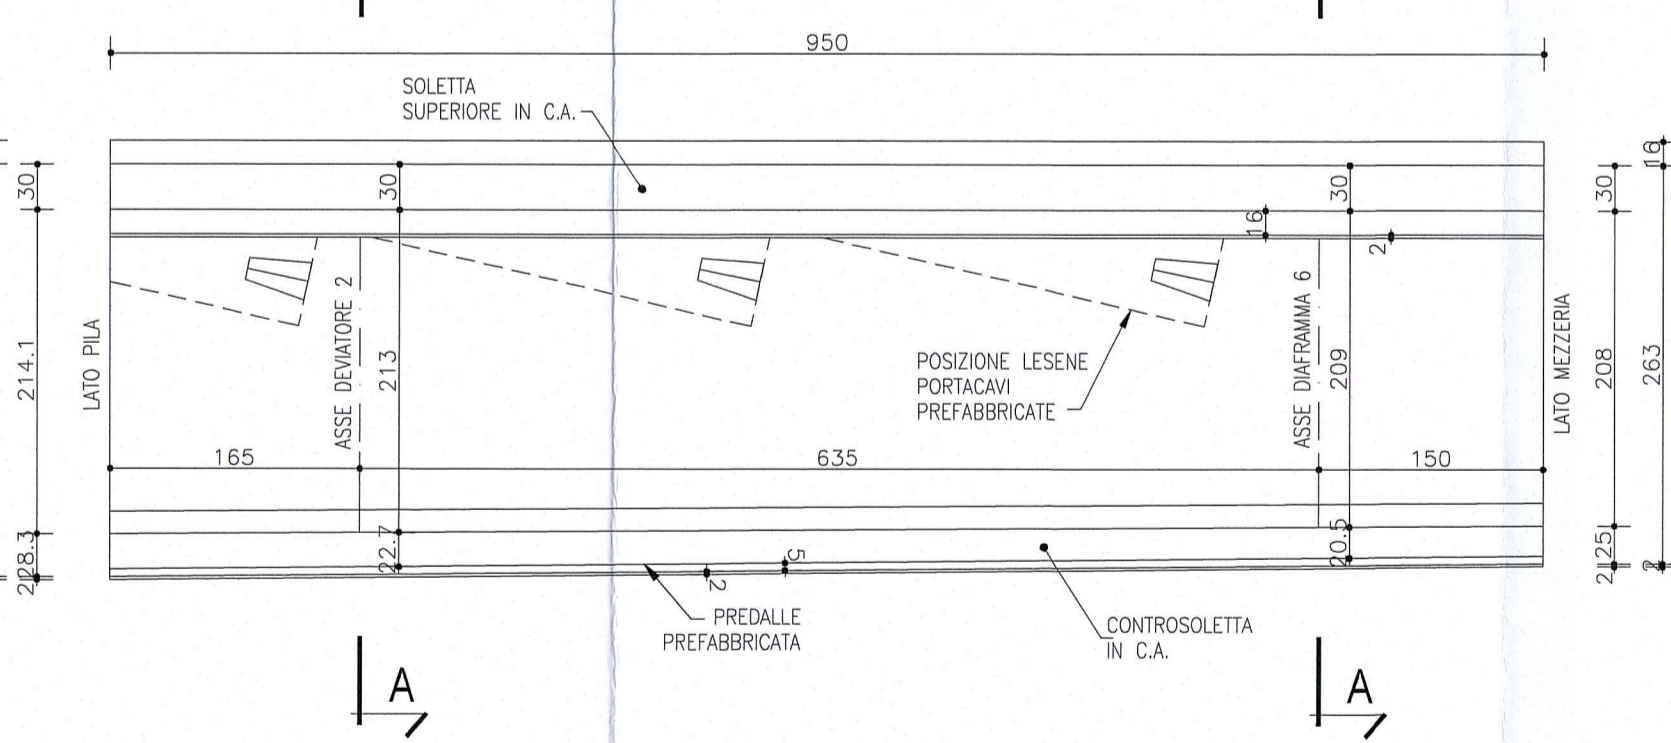 950
SOLETTA
SUPERIORE IN C.A.
30
30
30
30
16
16
2
214.1
LATO PILA
ASSE DEVIATORE 2
213
POSIZIONE LESENE
PORTACAVI
PREFABBRICATE
ASSE DIAFRAMMA 6
209
LATO MEZZERIA
208
263
165
635
150
28.3
2
22.7
5
2
20.5
25
2
2
PREDALLE
PREFABBRICATA
CONTROSOLETTA
IN C.A.
A
A